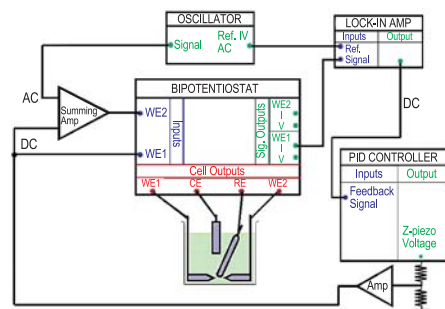 OSCILLATOR
Signal
Ref. IV
AC
LOCK-IN AMP
Inputs
Output
Ref.
Signal
AC
Summing
Amp
DC
BIPOTENTIOSTAT
WE2
WE1
Inputs
Sig. Outputs
WE2
I
V
WE1
I
V
Cell Outputs
WE1
CE
RE
WE2
DC
PID CONTROLLER
Inputs
Output
Feedback
Signal
Z-piezo
Voltage
Amp